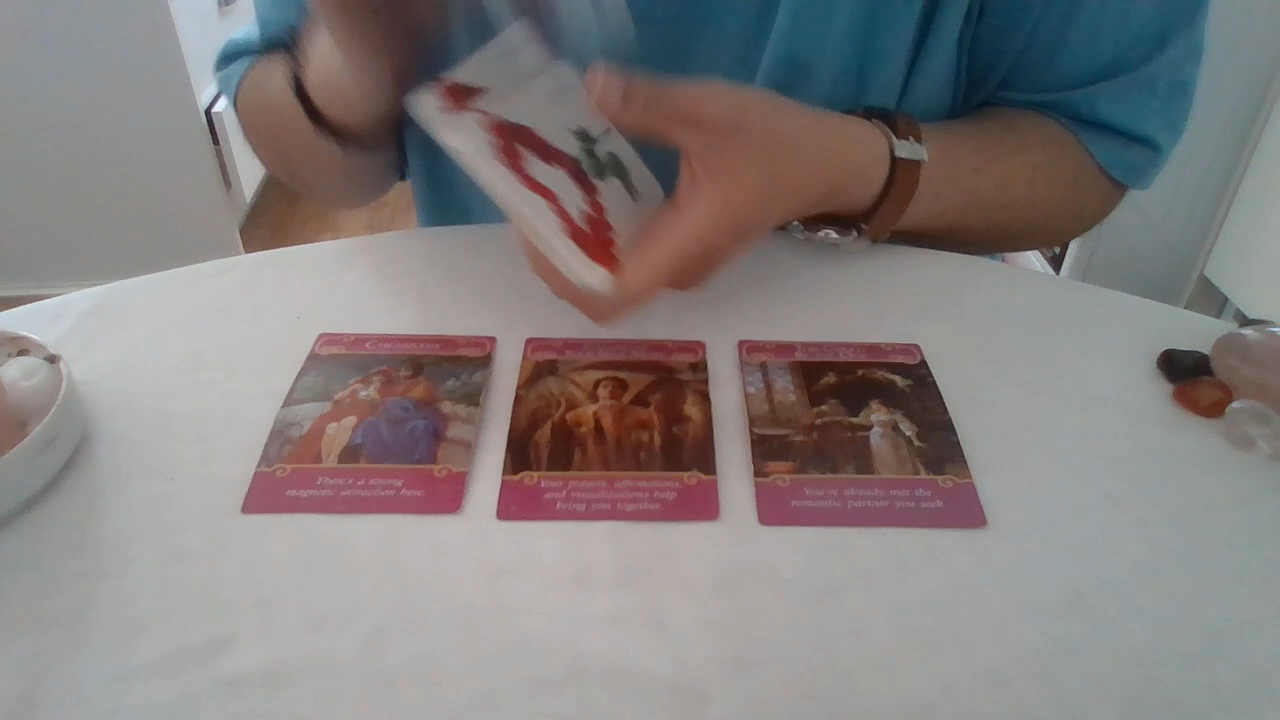 CHEMISTRY
There's a strong
magnetic attraction here.
Your prayers, affirmations,
and visualizations help
bring you together.
You've already met the
romantic partner you seek.